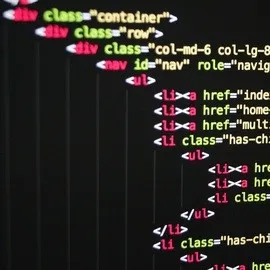 <div class="container">
<div class="row">
<div class="col-md-6 col-lg-8
<nav id="nav" role="navig
<ul>
<li><a href="inde
<li><a href="home-
<li><a href="mult
<li class="has-chi
<ul>
<li><a hre
<li><a hre
<li class=
</ul>
</li>
<li class="has-chi
<ul>
<li><a hre